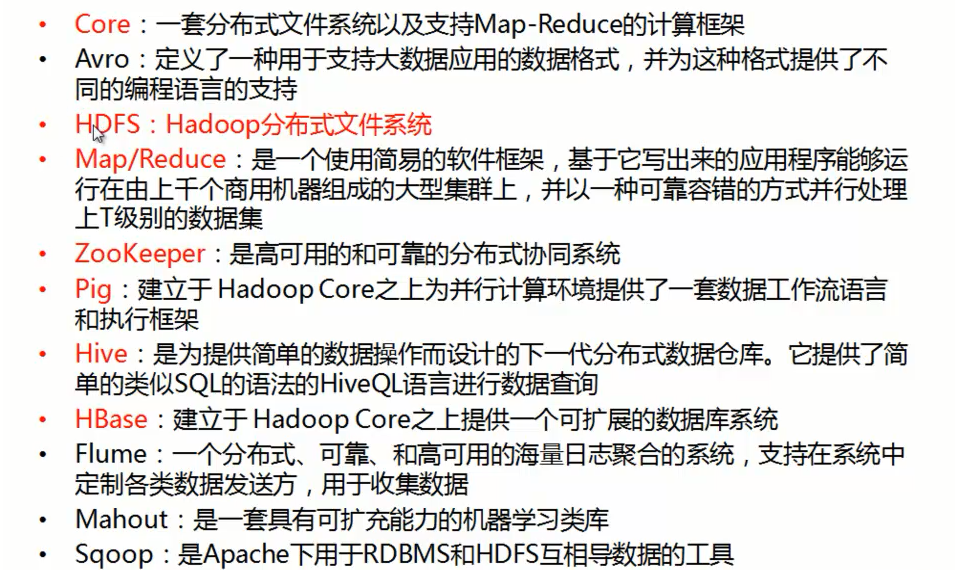 • Core：一套分布式文件系统以及支持Map-Reduce的计算框架
• Avro：定义了一种用于支持大数据应用的数据格式，并为这种格式提供了不
同的编程语言的支持
• HDFS：Hadoop分布式文件系统
• Map/Reduce：是一个使用简易的软件框架，基于它写出来的应用程序能够运
行在由上千个商用机器组成的大型集群上，并以一种可靠容错的方式并行处理
上T级别的数据集
• ZooKeeper：是高可用的和可靠的分布式协同系统
• Pig：建立于 Hadoop Core之上为并行计算环境提供了一套数据工作流语言
和执行框架
• Hive：是为提供简单的数据操作而设计的下一代分布式数据仓库。它提供了简
单的类似SQL的语法的HiveQL语言进行数据查询
• HBase：建立于 Hadoop Core之上提供一个可扩展的数据库系统
• Flume：一个分布式、可靠、和高可用的海量日志聚合的系统，支持在系统中
定制各类数据发送方，用于收集数据
• Mahout：是一套具有可扩充能力的机器学习类库
• Sqoop：是Apache下用于RDBMS和HDFS互相导数据的工具